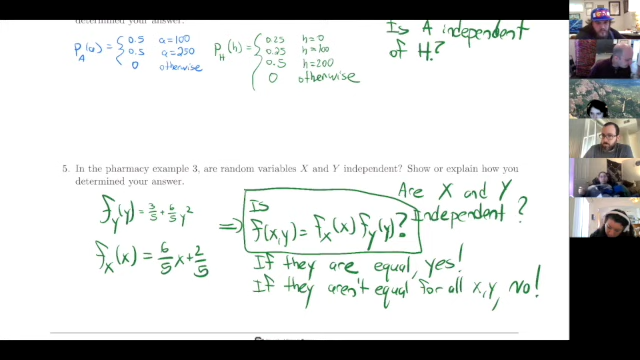 determined your answer.
P_A(a) = { 0.5 a=100
0.5 a=250
0 otherwise
P_H(h) = { 0.25 h=0
0.25 h=100
0.5 h=200
0 otherwise
Is A independent
of H?
5. In the pharmacy example 3, are random variables X and Y independent? Show or explain how you
determined your answer.
f_Y(y) = 3/5 + 6/5 y²
f_X(x) = 6/5 x + 2/5
⇒ Is
f(x,y) = f_X(x) f_Y(y)?
Are X and Y
Independent?
If they are equal, yes!
If they aren't equal for all x,y, no!